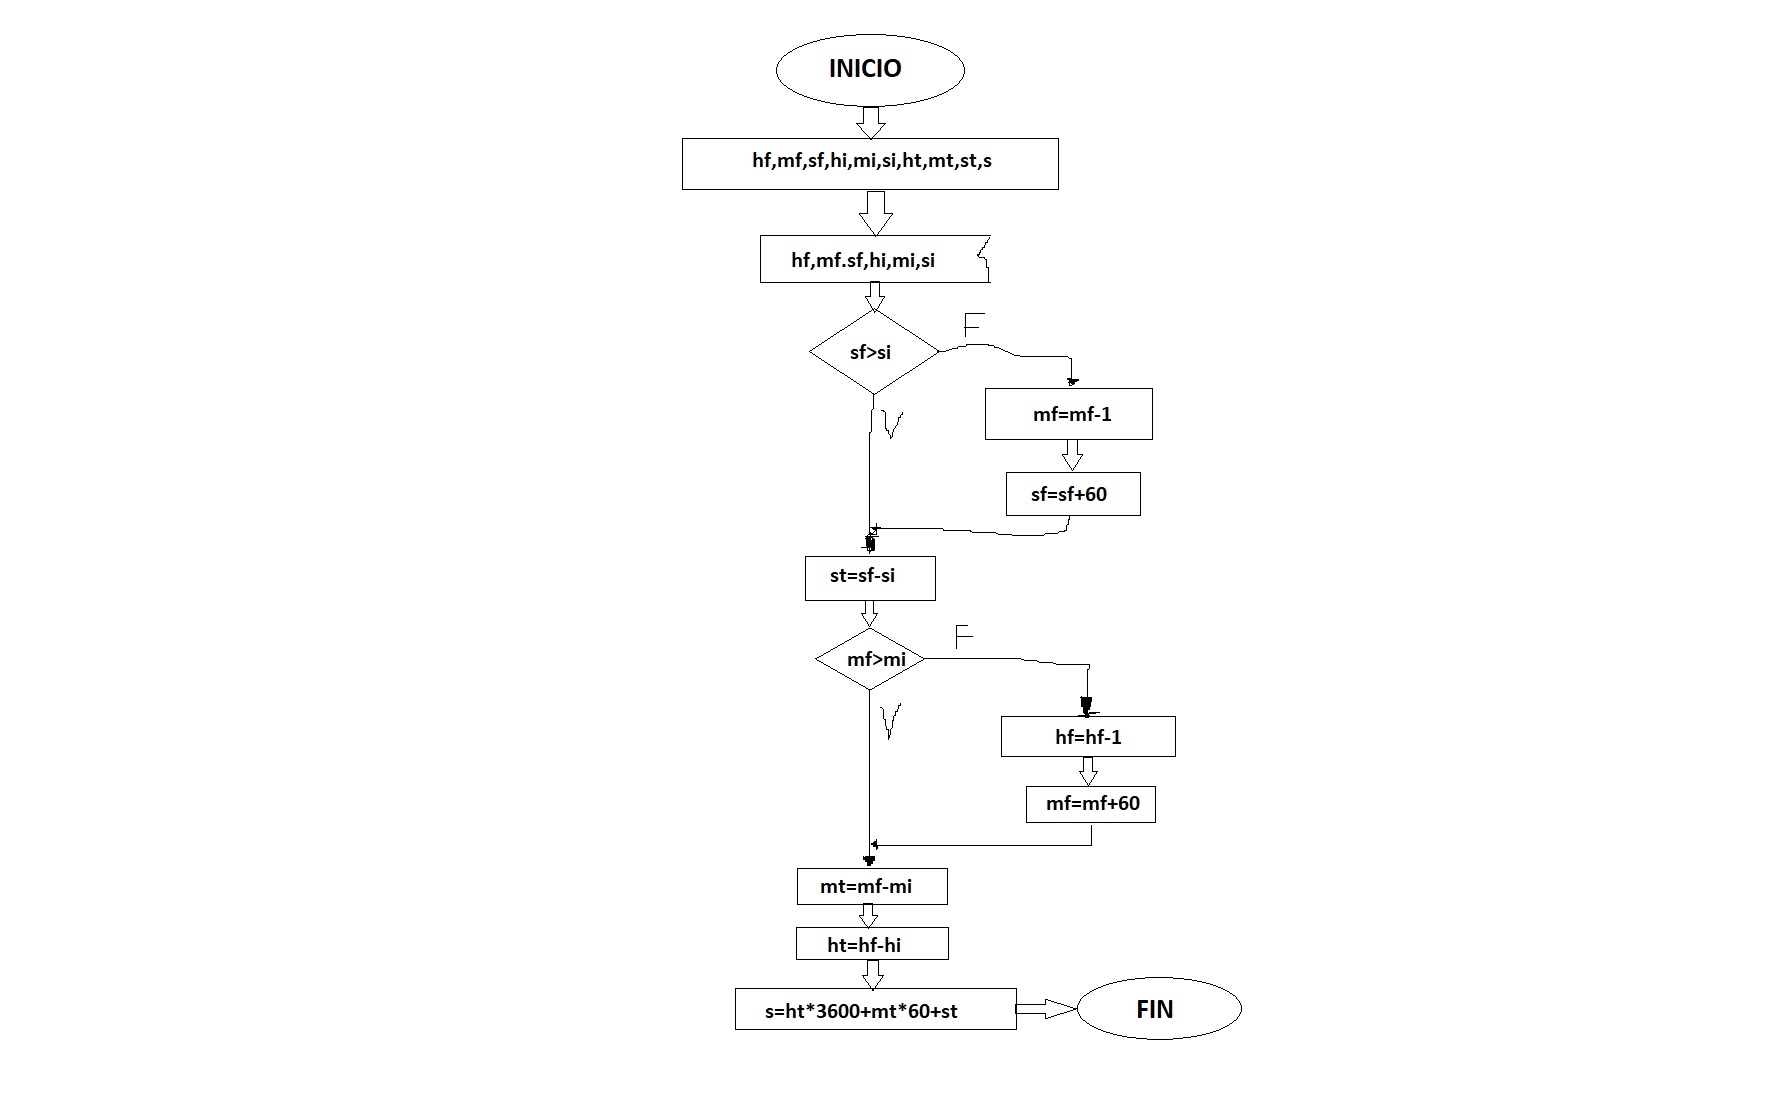 INICIO
hf,mf,sf,hi,mi,si,ht,mt,st,s
hf,mf.sf,hi,mi,si
sf>si
F
V
mf=mf-1
sf=sf+60
st=sf-si
mf>mi
F
V
hf=hf-1
mf=mf+60
mt=mf-mi
ht=hf-hi
s=ht*3600+mt*60+st
FIN